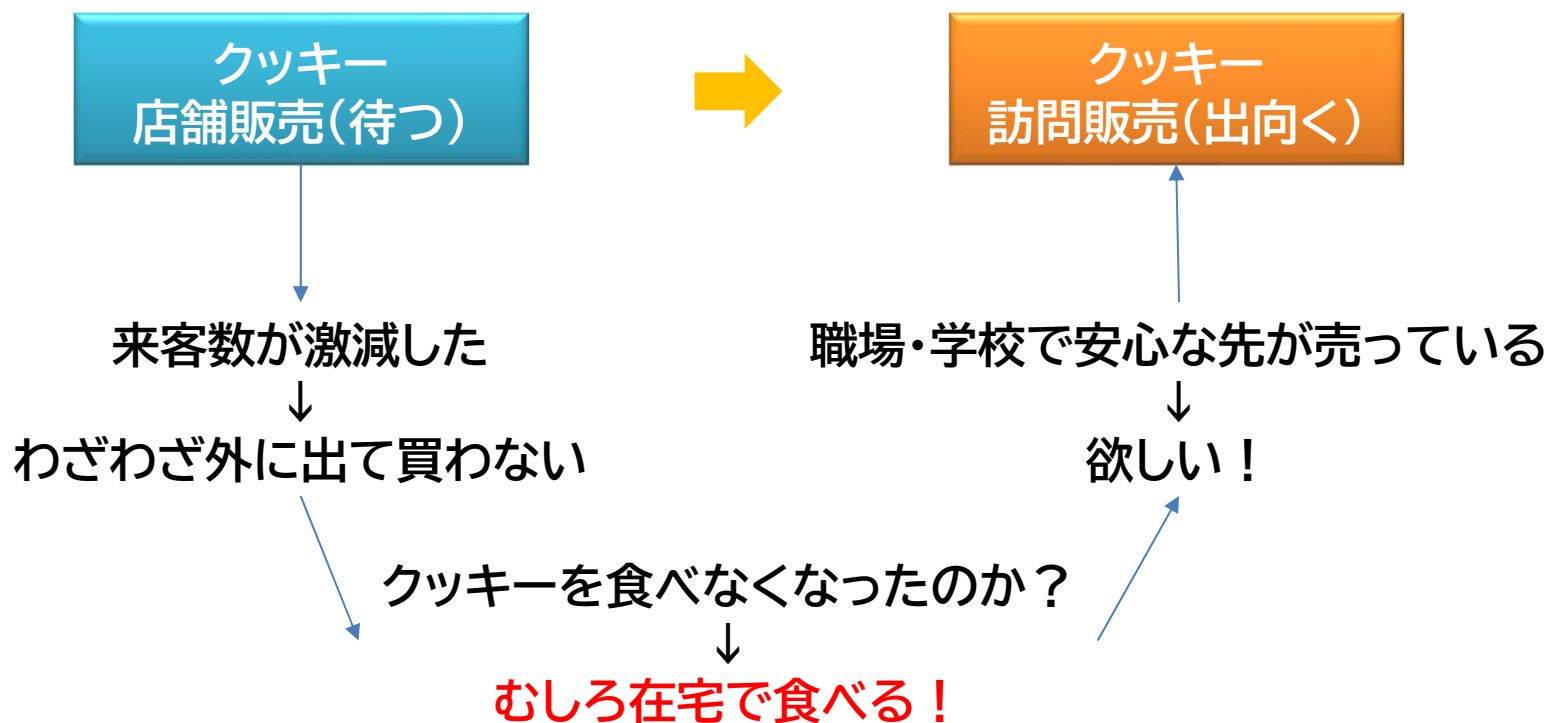 クッキー
店舗販売(待つ)
クッキー
訪問販売(出向く)
来客数が激減した
↓
わざわざ外に出て買わない
職場・学校で安心な先が売っている
↓
欲しい！
クッキーを食べなくなったのか？
↓
むしろ在宅で食べる！